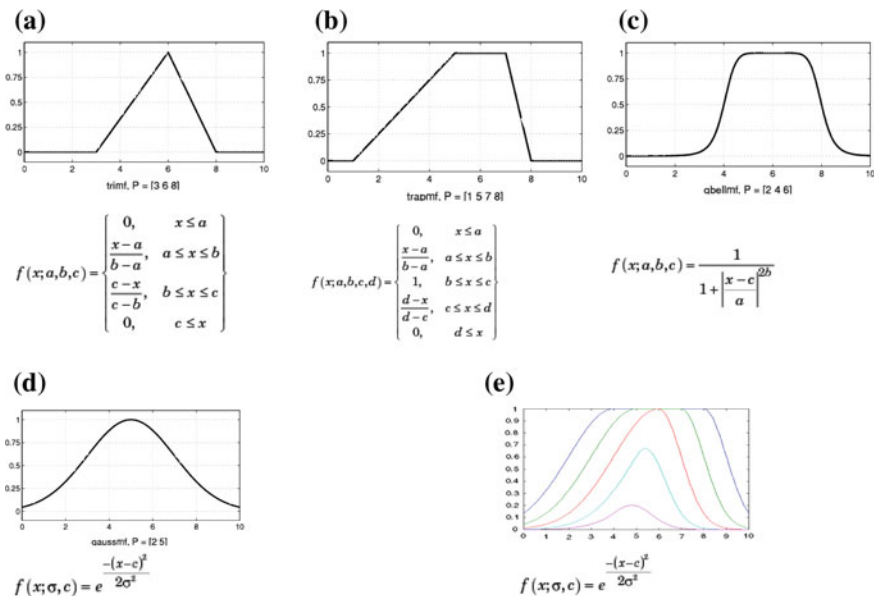 (a)
1
0.75
0.5
0.25
0
0 2 4 6 8 10
trimf, P = [3 6 8]
f(x;a,b,c) = { 0, x ≤ a
(x−a)/(b−a), a ≤ x ≤ b
(c−x)/(c−b), b ≤ x ≤ c
0, c ≤ x }
(b)
1
0.75
0.5
0.25
0
0 2 4 6 8 10
trapmf, P = [1 5 7 8]
f(x;a,b,c,d) = { 0, x ≤ a
(x−a)/(b−a), a ≤ x ≤ b
1, b ≤ x ≤ c
(d−x)/(d−c), c ≤ x ≤ d
0, d ≤ x }
(c)
1
0.75
0.5
0.25
0
0 2 4 6 8 10
gbellmf, P = [2 4 6]
f(x;a,b,c) = 1/(1+|(x−c)/a|^{2b})
(d)
1
0.75
0.5
0.25
0
0 2 4 6 8 10
gaussmf, P = [2 5]
f(x;σ,c) = e^{−(x−c)²/2σ²}
(e)
1
0.9
0.8
0.7
0.6
0.5
0.4
0.3
0.2
0.1
0
0 1 2 3 4 5 6 7 8 9 10
f(x;σ,c) = e^{−(x−c)²/2σ²}